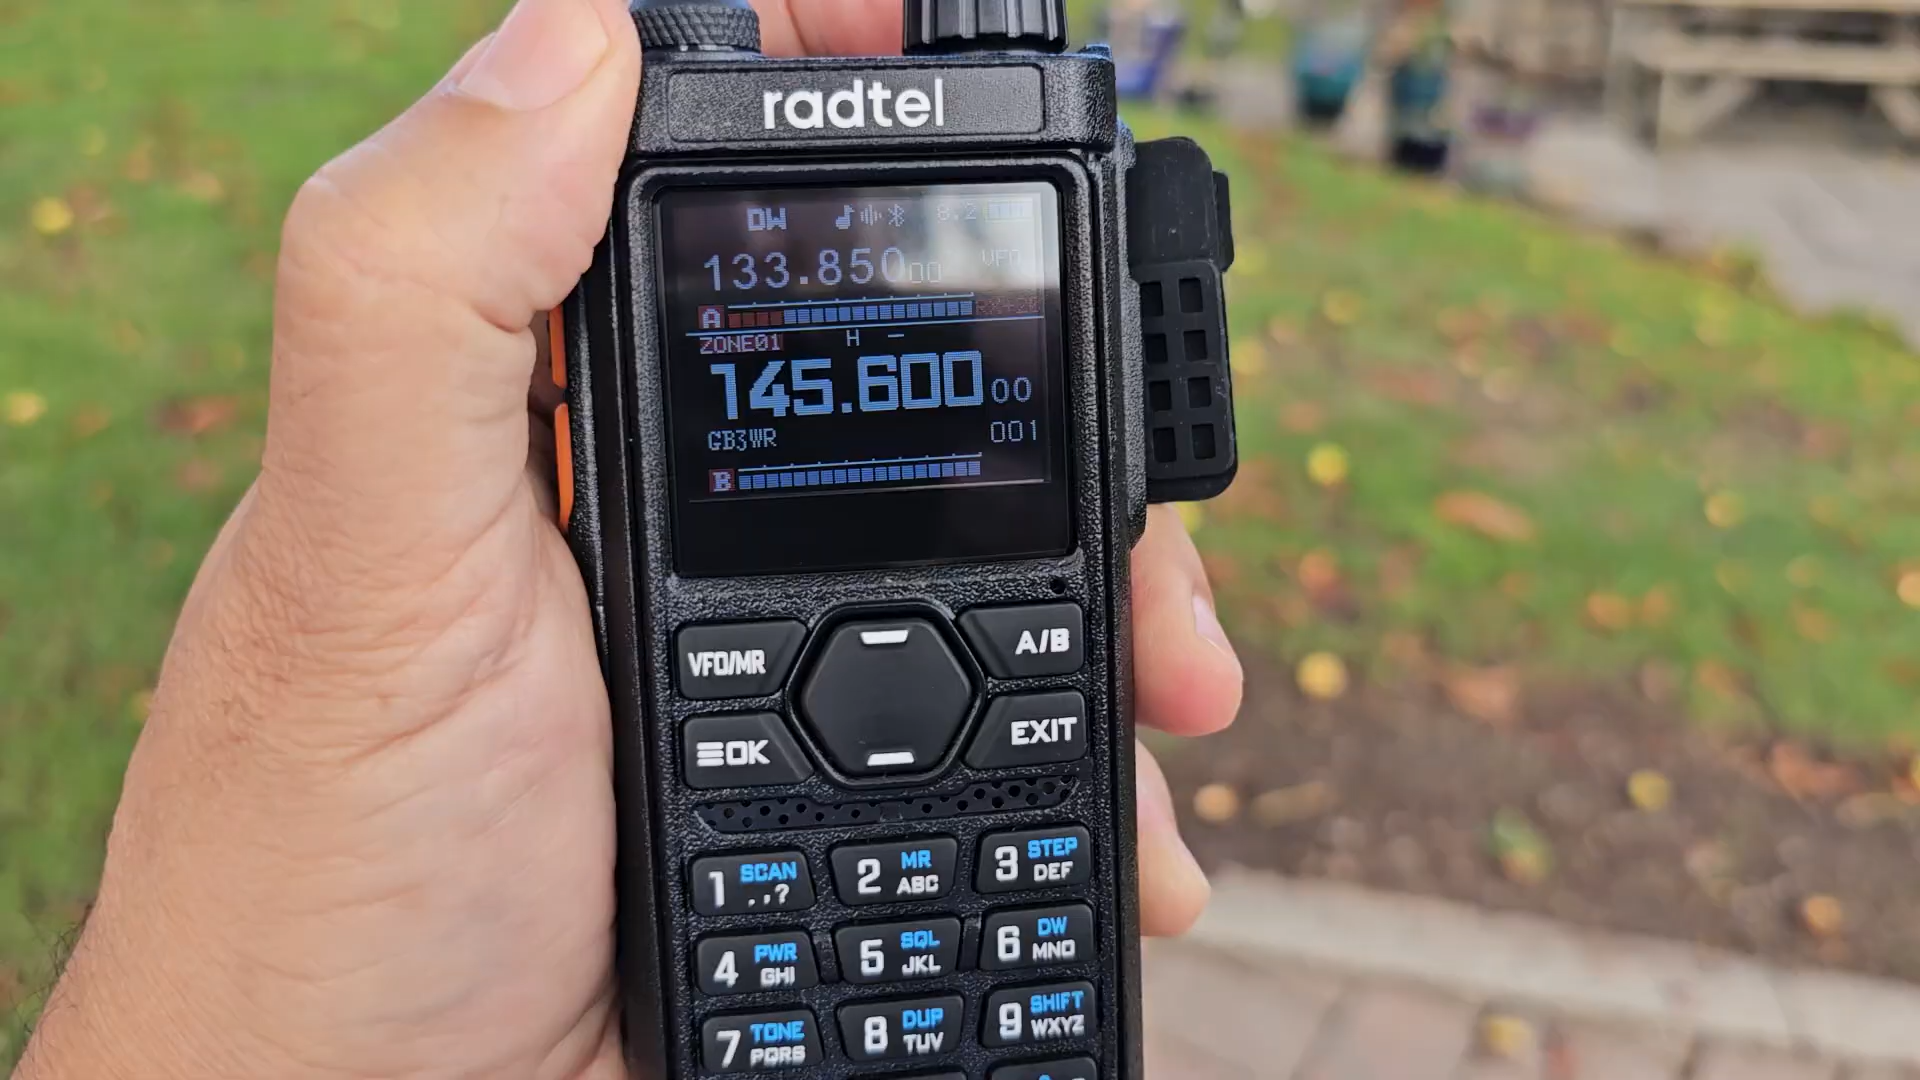 radtel
DW 8.2
133.85000 VFO
A
ZONE01 H –
145.60000
GB3WR 001
B
VFO/MR A/B
OK EXIT
1 SCAN ..? 2 MR ABC 3 STEP DEF
4 PWR GHI 5 SQL JKL 6 DW MNO
7 TONE PQRS 8 DUP TUV 9 SHIFT WXYZ